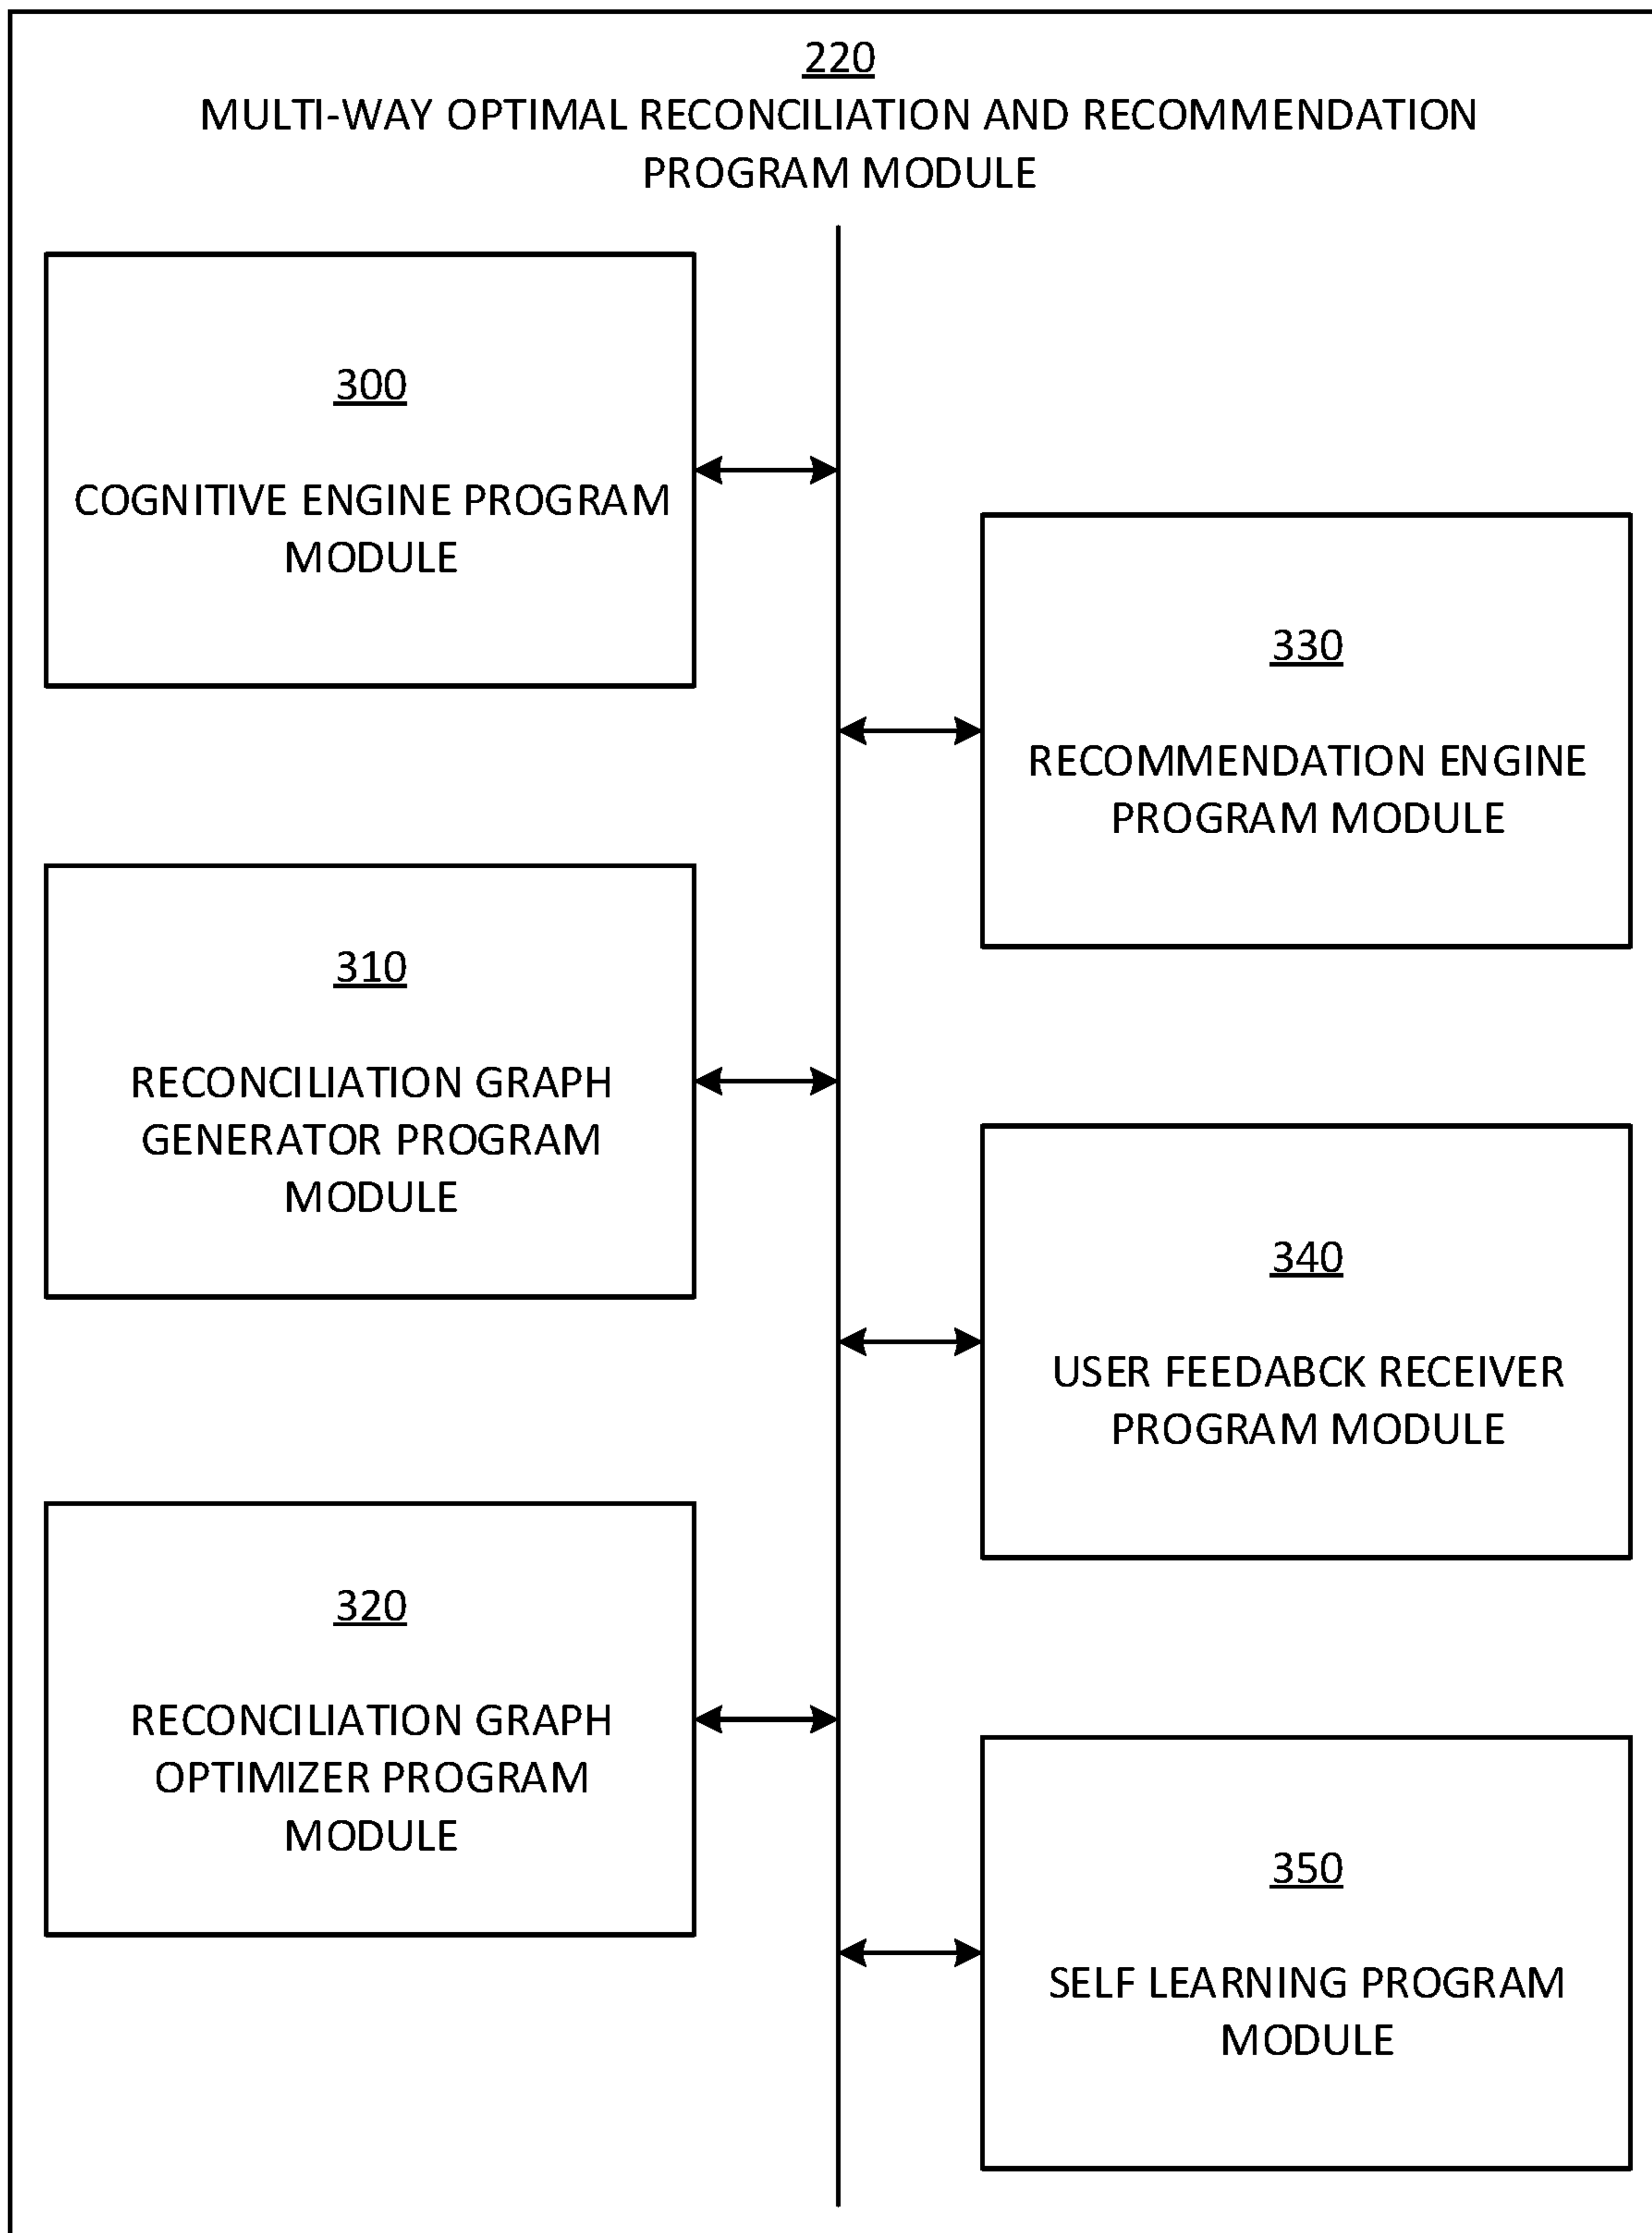 220
MULTI-WAY OPTIMAL RECONCILIATION AND RECOMMENDATION
PROGRAM MODULE
300
COGNITIVE ENGINE PROGRAM
MODULE
330
RECOMMENDATION ENGINE
PROGRAM MODULE
310
RECONCILIATION GRAPH
GENERATOR PROGRAM
MODULE
340
USER FEEDABCK RECEIVER
PROGRAM MODULE
320
RECONCILIATION GRAPH
OPTIMIZER PROGRAM
MODULE
350
SELF LEARNING PROGRAM
MODULE